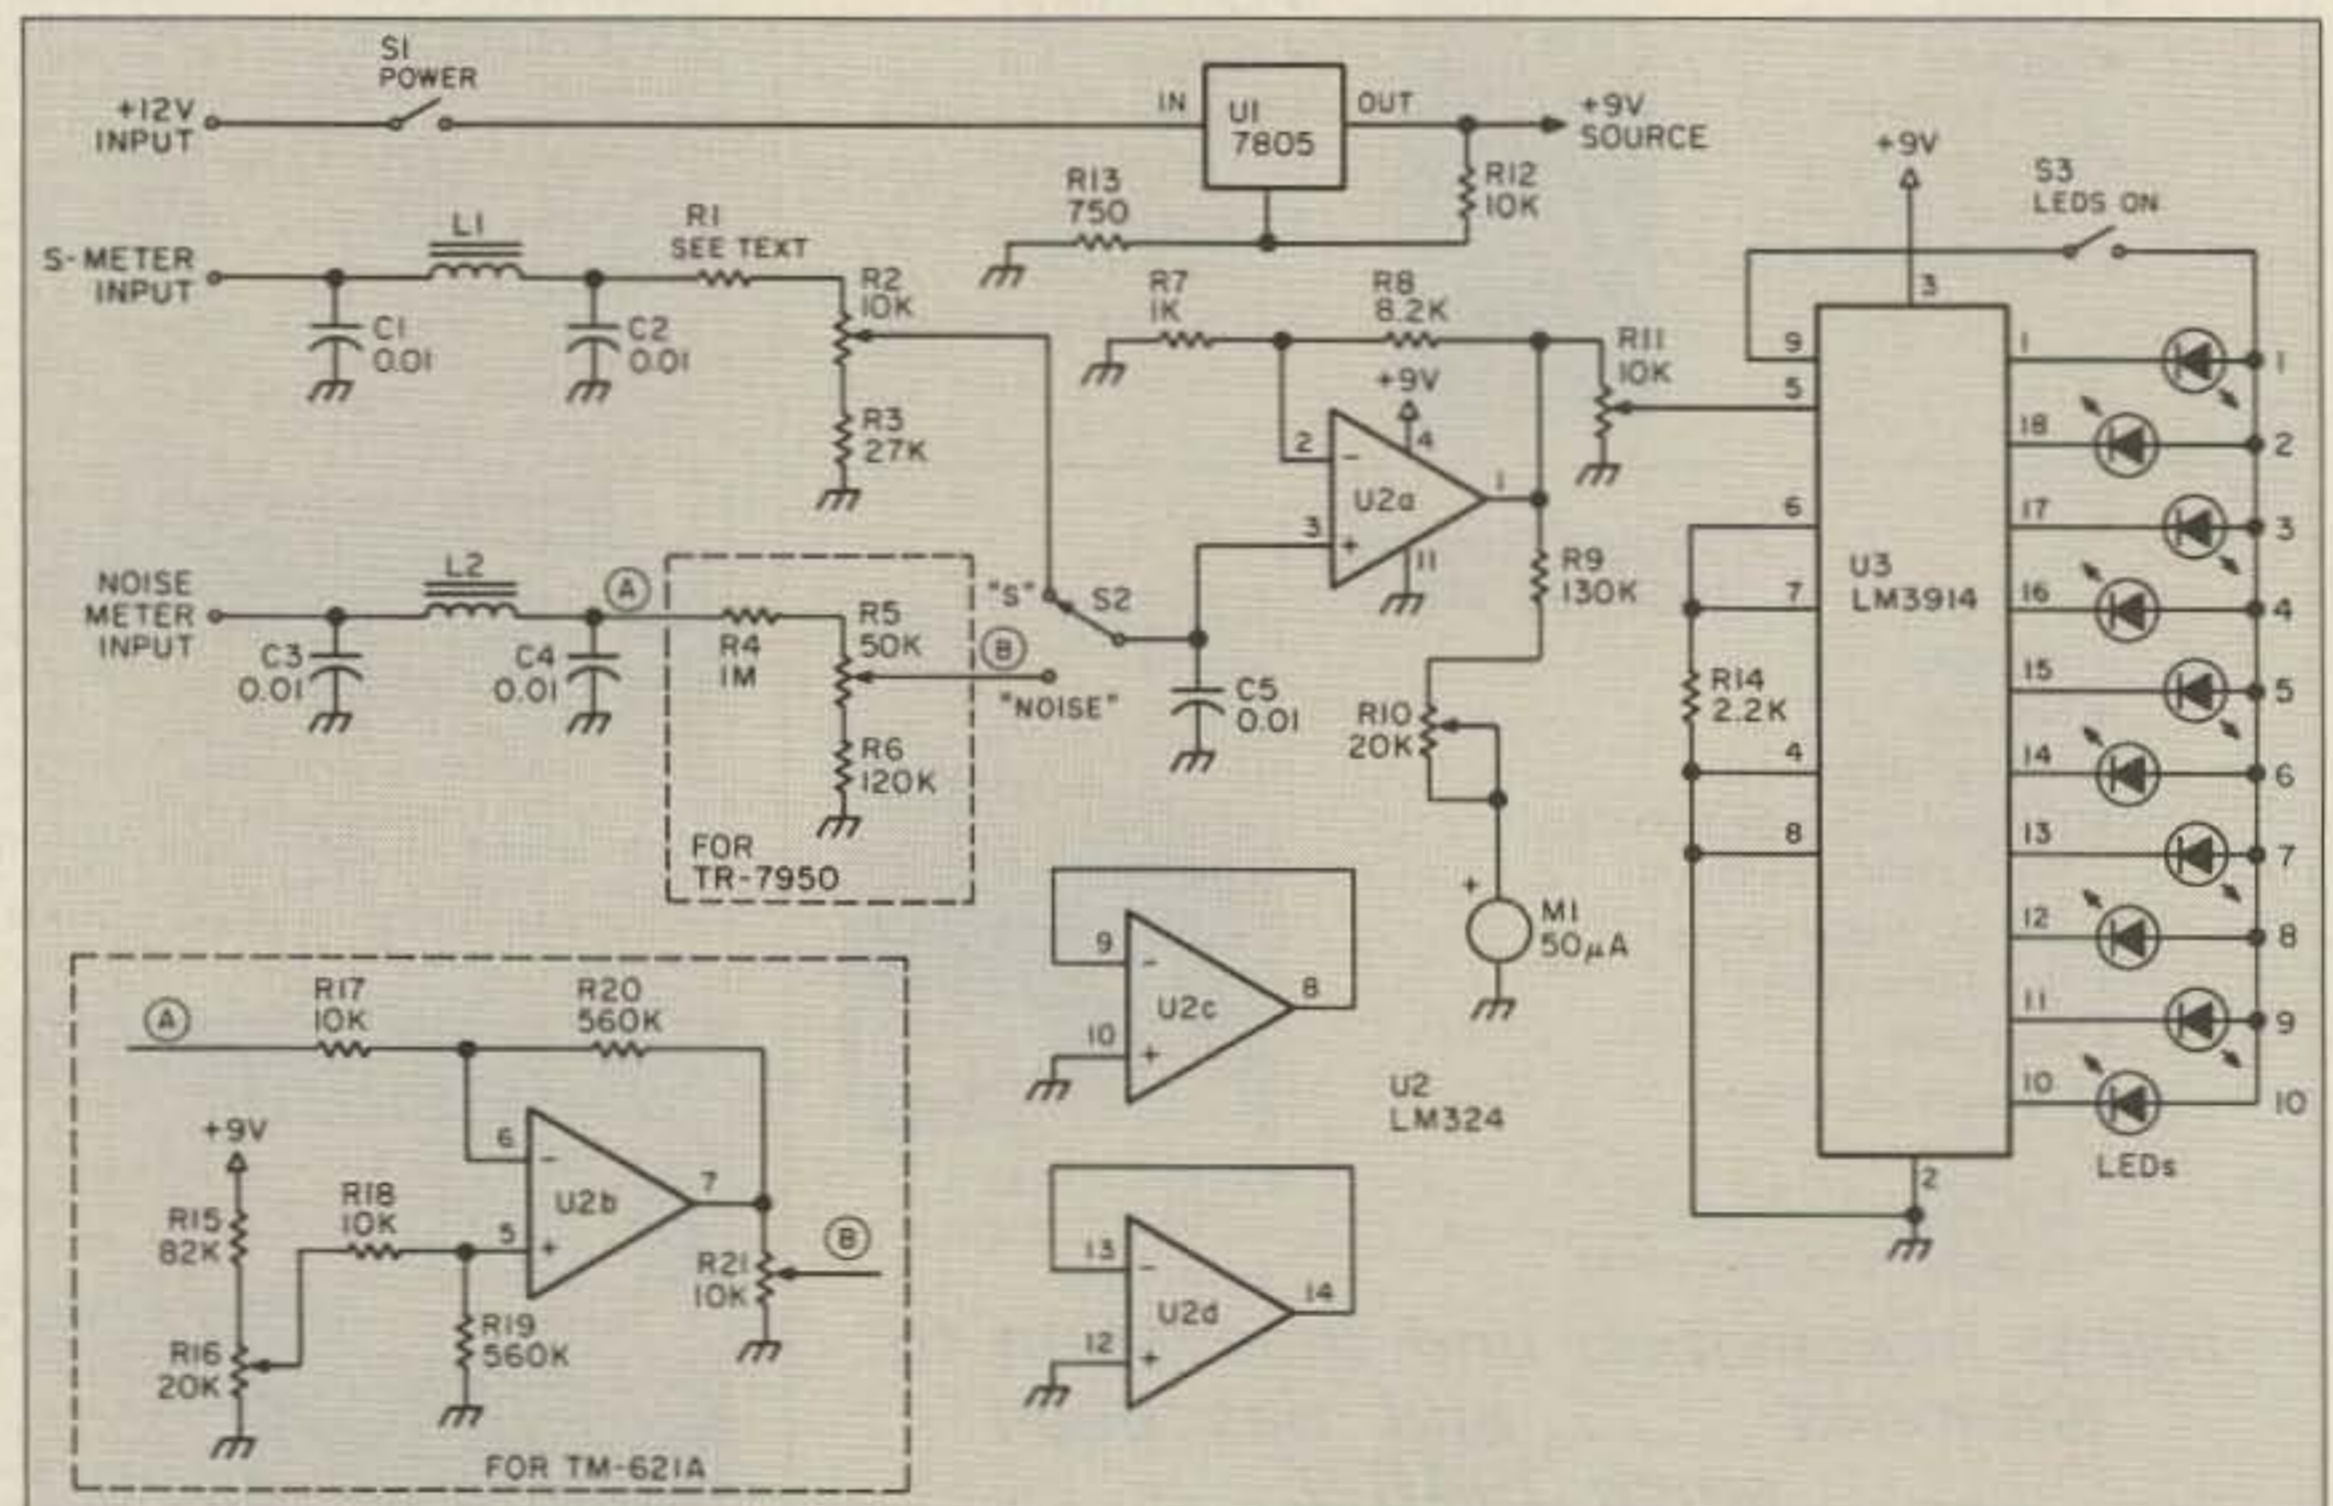 S1
POWER
+12V
INPUT
IN
U1
7805
OUT
+9V
SOURCE
R13
750
R12
10K
+9V
S3
LEDS ON
S-METER
INPUT
L1
R1
SEE TEXT
R2
10K
C1
0.01
C2
0.01
R3
27K
R7
1K
R8
8.2K
R11
10K
+9V
2
-
4
U2a
1
3
+
11
3
9
5
6
7
4
8
U3
LM3914
2
1
18
17
16
15
14
13
12
11
10
1
2
3
4
5
6
7
8
9
10
LEDs
R14
2.2K
NOISE
METER
INPUT
L2
A
C3
0.01
C4
0.01
R4
1M
R5
50K
R6
120K
FOR
TR-7950
"S"
S2
B
"NOISE"
C5
0.01
R9
130K
R10
20K
+
M1
50µA
9
-
U2c
8
10
+
U2
LM324
13
-
U2d
14
12
+
A
R17
10K
R20
560K
+9V
6
-
U2b
7
5
+
R15
82K
R18
10K
R16
20K
R19
560K
R21
10K
B
FOR TM-621A